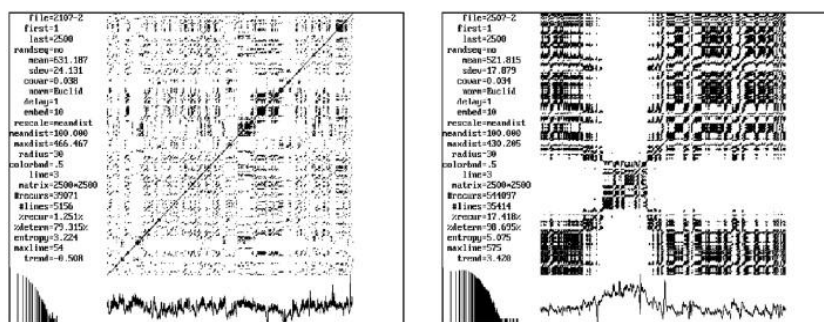 file=2107-2
first=1
last=2500
randseq=no
mean=631.187
sdev=24.131
covar=0.038
norm=Euclid
delay=1
embed=10
rescale=meandist
meandist=100.000
maxdist=466.467
radius=30
colorbmd=.5
line=3
matrix=2500*2500
#recurs=39071
#lines=5156
%recur=1.251%
%determ=79.315%
entropy=3.224
maxline=54
trend=-0.508
file=2507-2
first=1
last=2500
randseq=no
mean=521.815
sdev=17.879
covar=0.034
norm=Euclid
delay=1
embed=10
rescale=meandist
meandist=100.000
maxdist=430.205
radius=30
colorbmd=.5
line=3
matrix=2500*2500
#recurs=544097
#lines=35414
%recur=17.418%
%determ=98.695%
entropy=5.075
maxline=575
trend=3.420